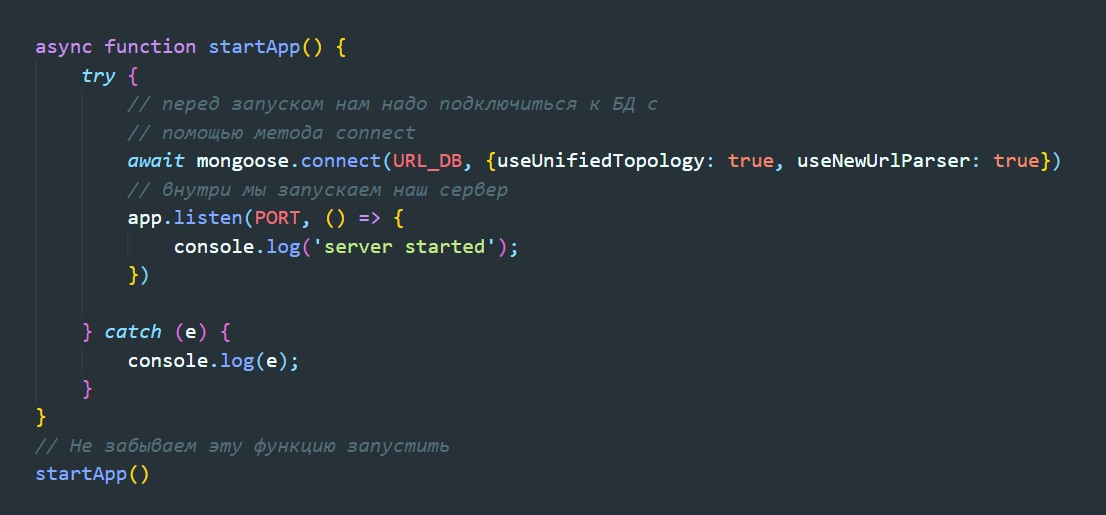 async function startApp() {
try {
// перед запуском нам надо подключиться к БД с
// помощью метода connect
await mongoose.connect(URL_DB, {useUnifiedTopology: true, useNewUrlParser: true})
// внутри мы запускаем наш сервер
app.listen(PORT, () => {
console.log('server started');
})
} catch (e) {
console.log(e);
}
}
// Не забываем эту функцию запустить
startApp()